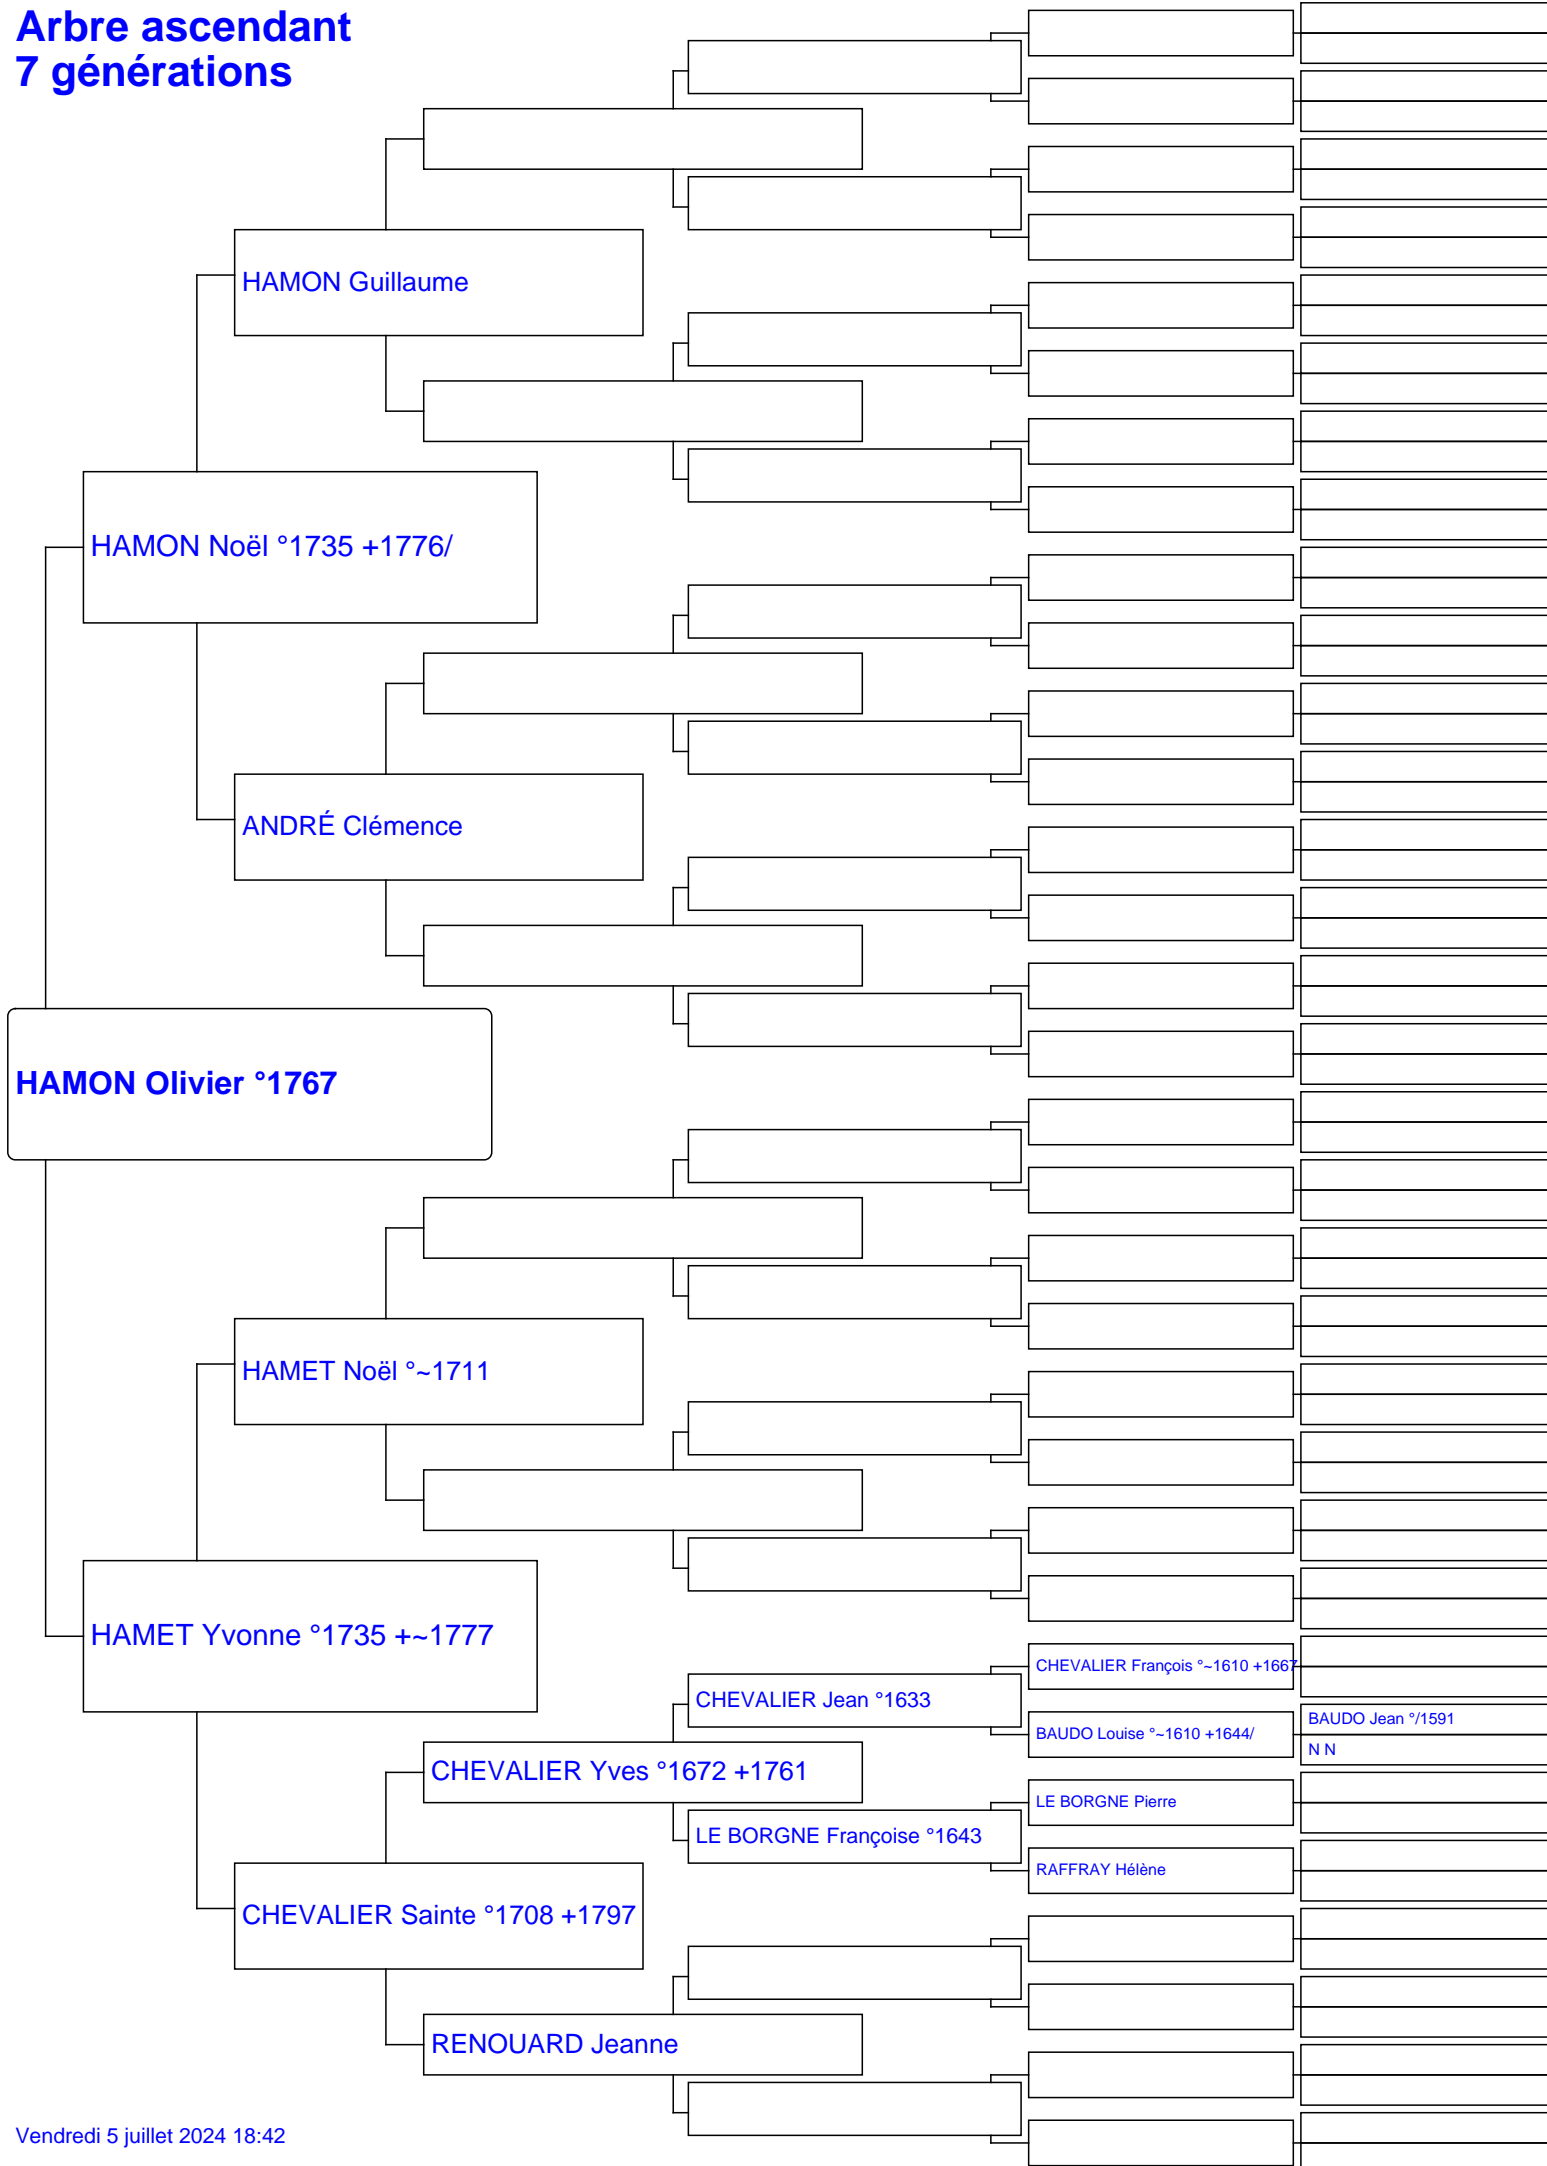 Arbre ascendant
7 générations
HAMON Guillaume
HAMON Noël °1735 +1776/
ANDRÉ Clémence
HAMON Olivier °1767
HAMET Noël °~1711
HAMET Yvonne °1735 +~1777
CHEVALIER François °~1610 +1667
CHEVALIER Jean °1633
BAUDO Jean °/1591
BAUDO Louise °~1610 +1644/
N N
CHEVALIER Yves °1672 +1761
LE BORGNE Pierre
LE BORGNE Françoise °1643
RAFFRAY Hélène
CHEVALIER Sainte °1708 +1797
RENOUARD Jeanne
Vendredi 5 juillet 2024 18:42